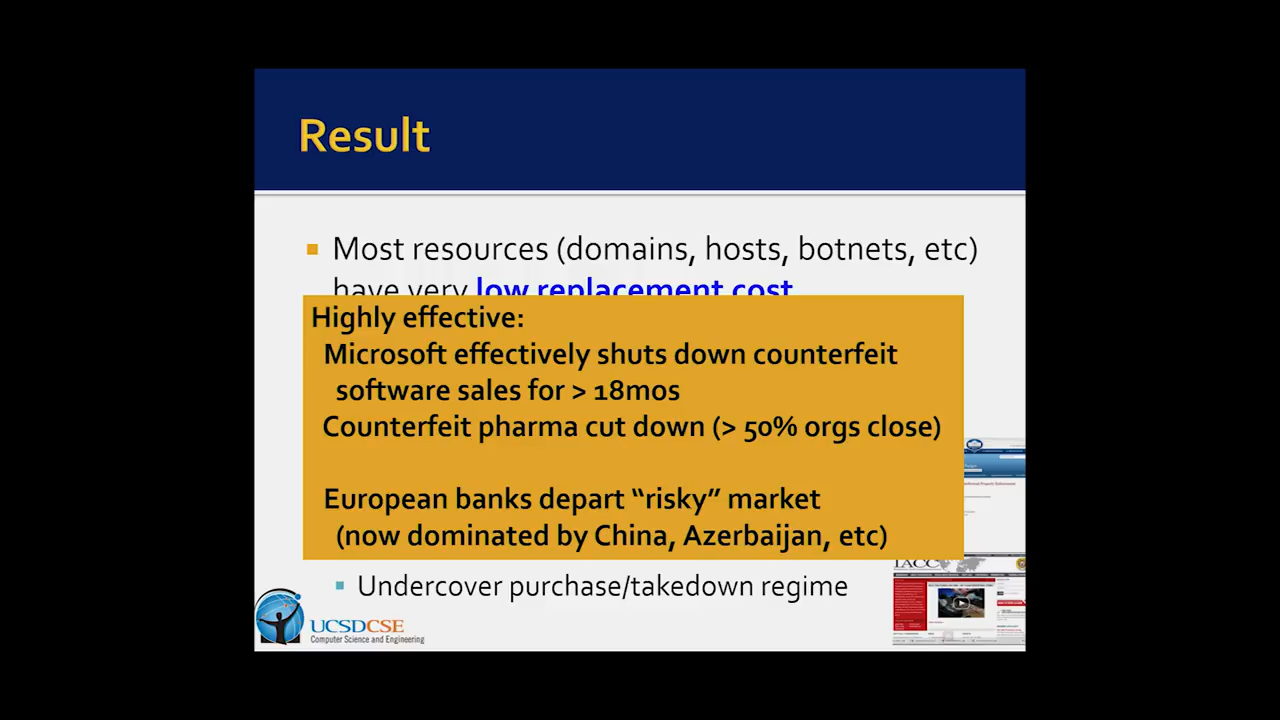 Result
Most resources (domains, hosts, botnets, etc)
have very low replacement cost
Highly effective:
Microsoft effectively shuts down counterfeit
software sales for > 18mos
Counterfeit pharma cut down (> 50% orgs close)
European banks depart “risky” market
(now dominated by China, Azerbaijan, etc)
Undercover purchase/takedown regime
IACC
UCSDCSE
Computer Science and Engineering